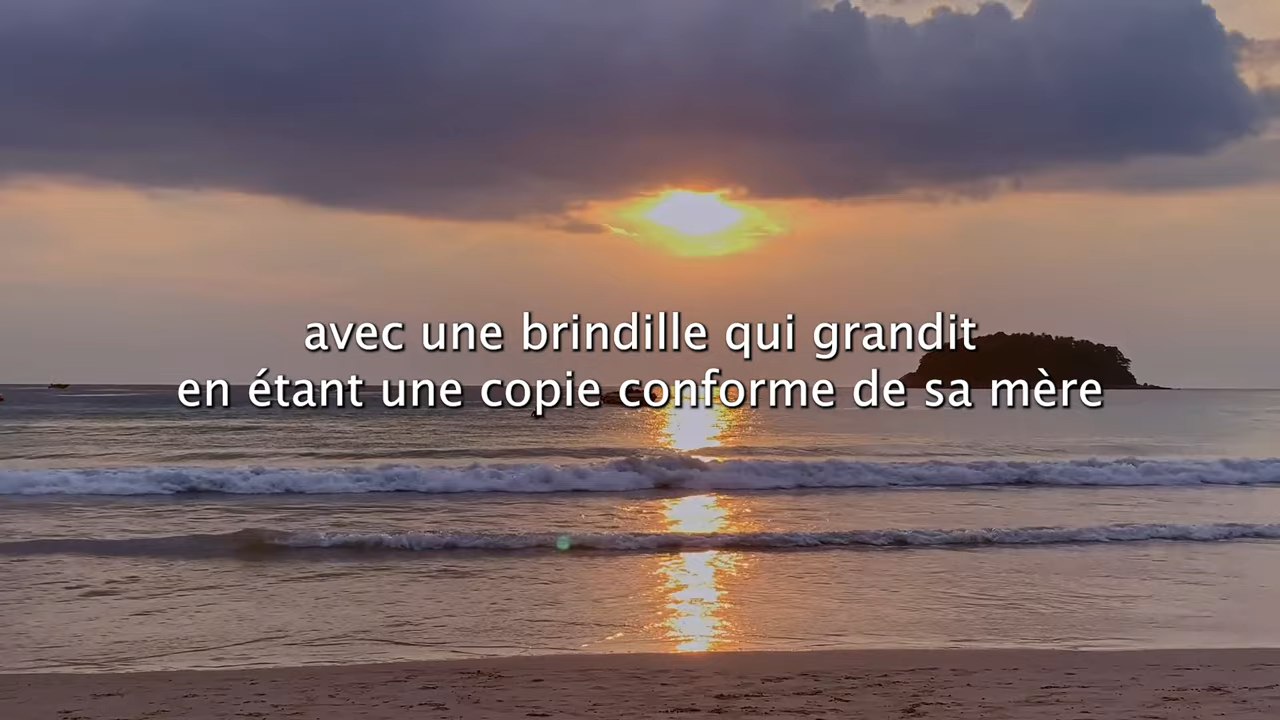 avec une brindille qui grandit
en étant une copie conforme de sa mère